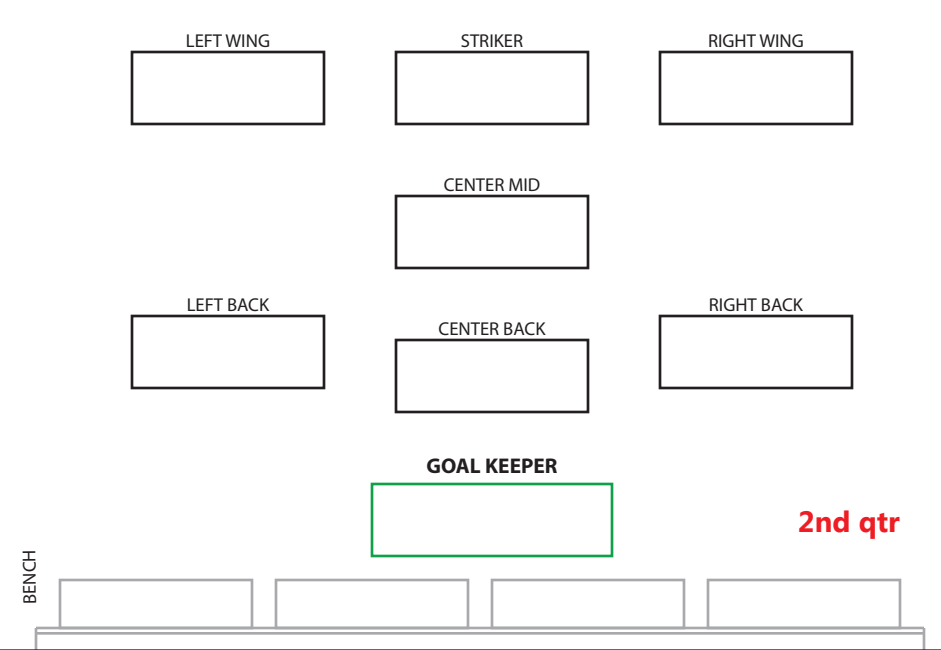 LEFT WING
STRIKER
RIGHT WING
CENTER MID
LEFT BACK
CENTER BACK
RIGHT BACK
GOAL KEEPER
2nd qtr
BENCH